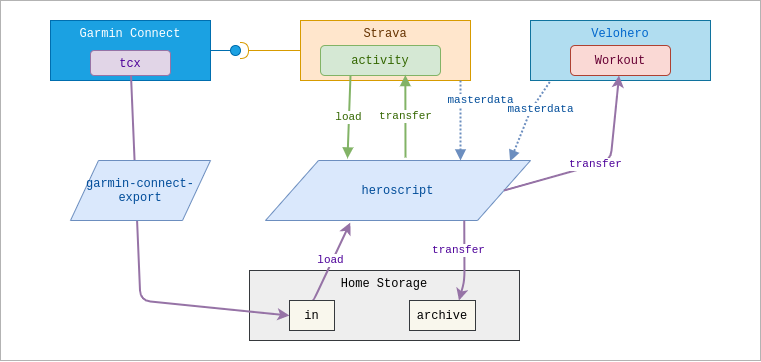 Garmin Connect
Strava
Velohero
tcx
activity
Workout
masterdata
masterdata
load
transfer
transfer
garmin-connect-
export
heroscript
load
transfer
Home Storage
in
archive